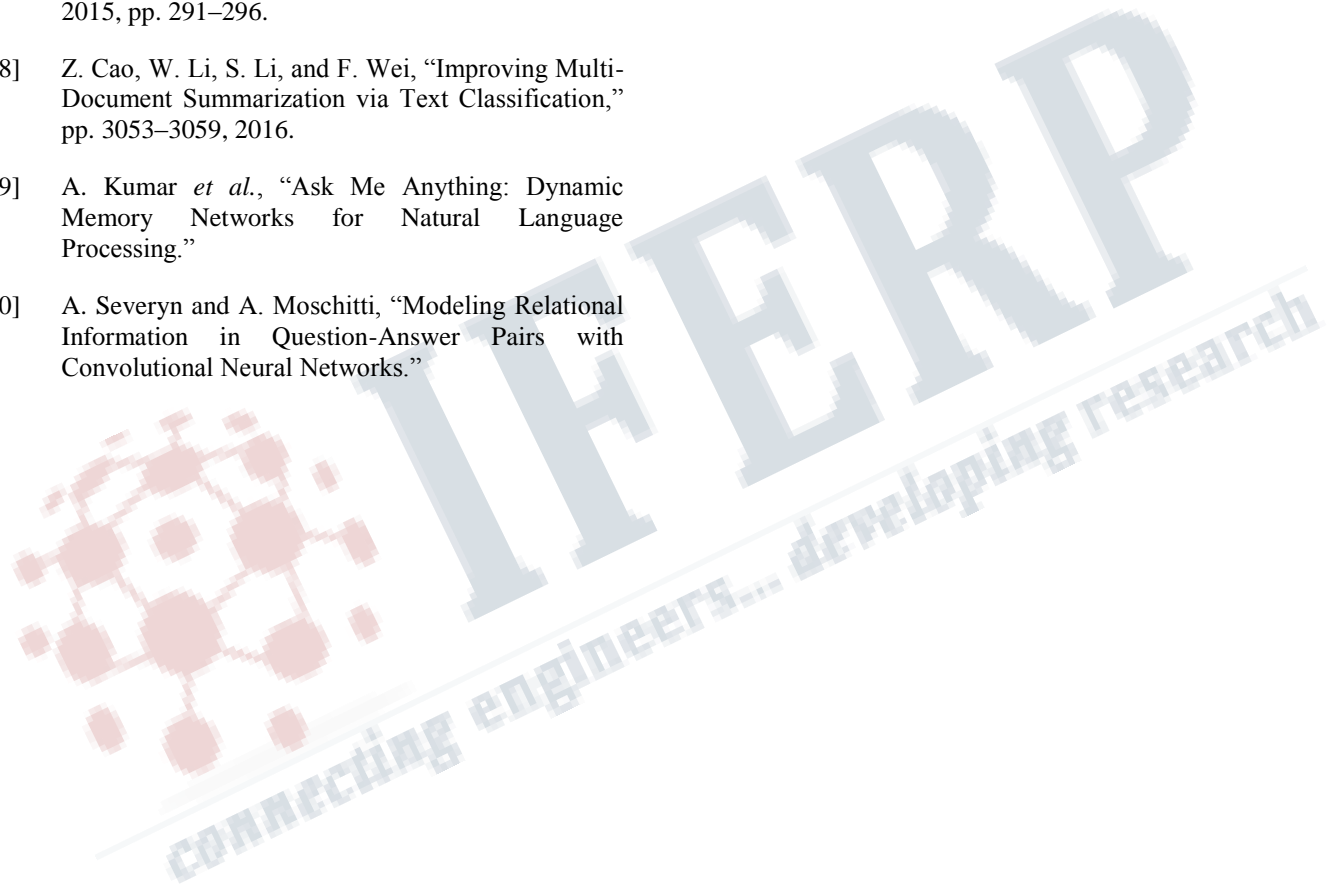 2015, pp. 291–296.
8] Z. Cao, W. Li, S. Li, and F. Wei, “Improving Multi-
Document Summarization via Text Classification,”
pp. 3053–3059, 2016.
9] A. Kumar et al., “Ask Me Anything: Dynamic
Memory Networks for Natural Language
Processing.”
0] A. Severyn and A. Moschitti, “Modeling Relational
Information in Question-Answer Pairs with
Convolutional Neural Networks.”
IFERP
connecting engineers... developing research